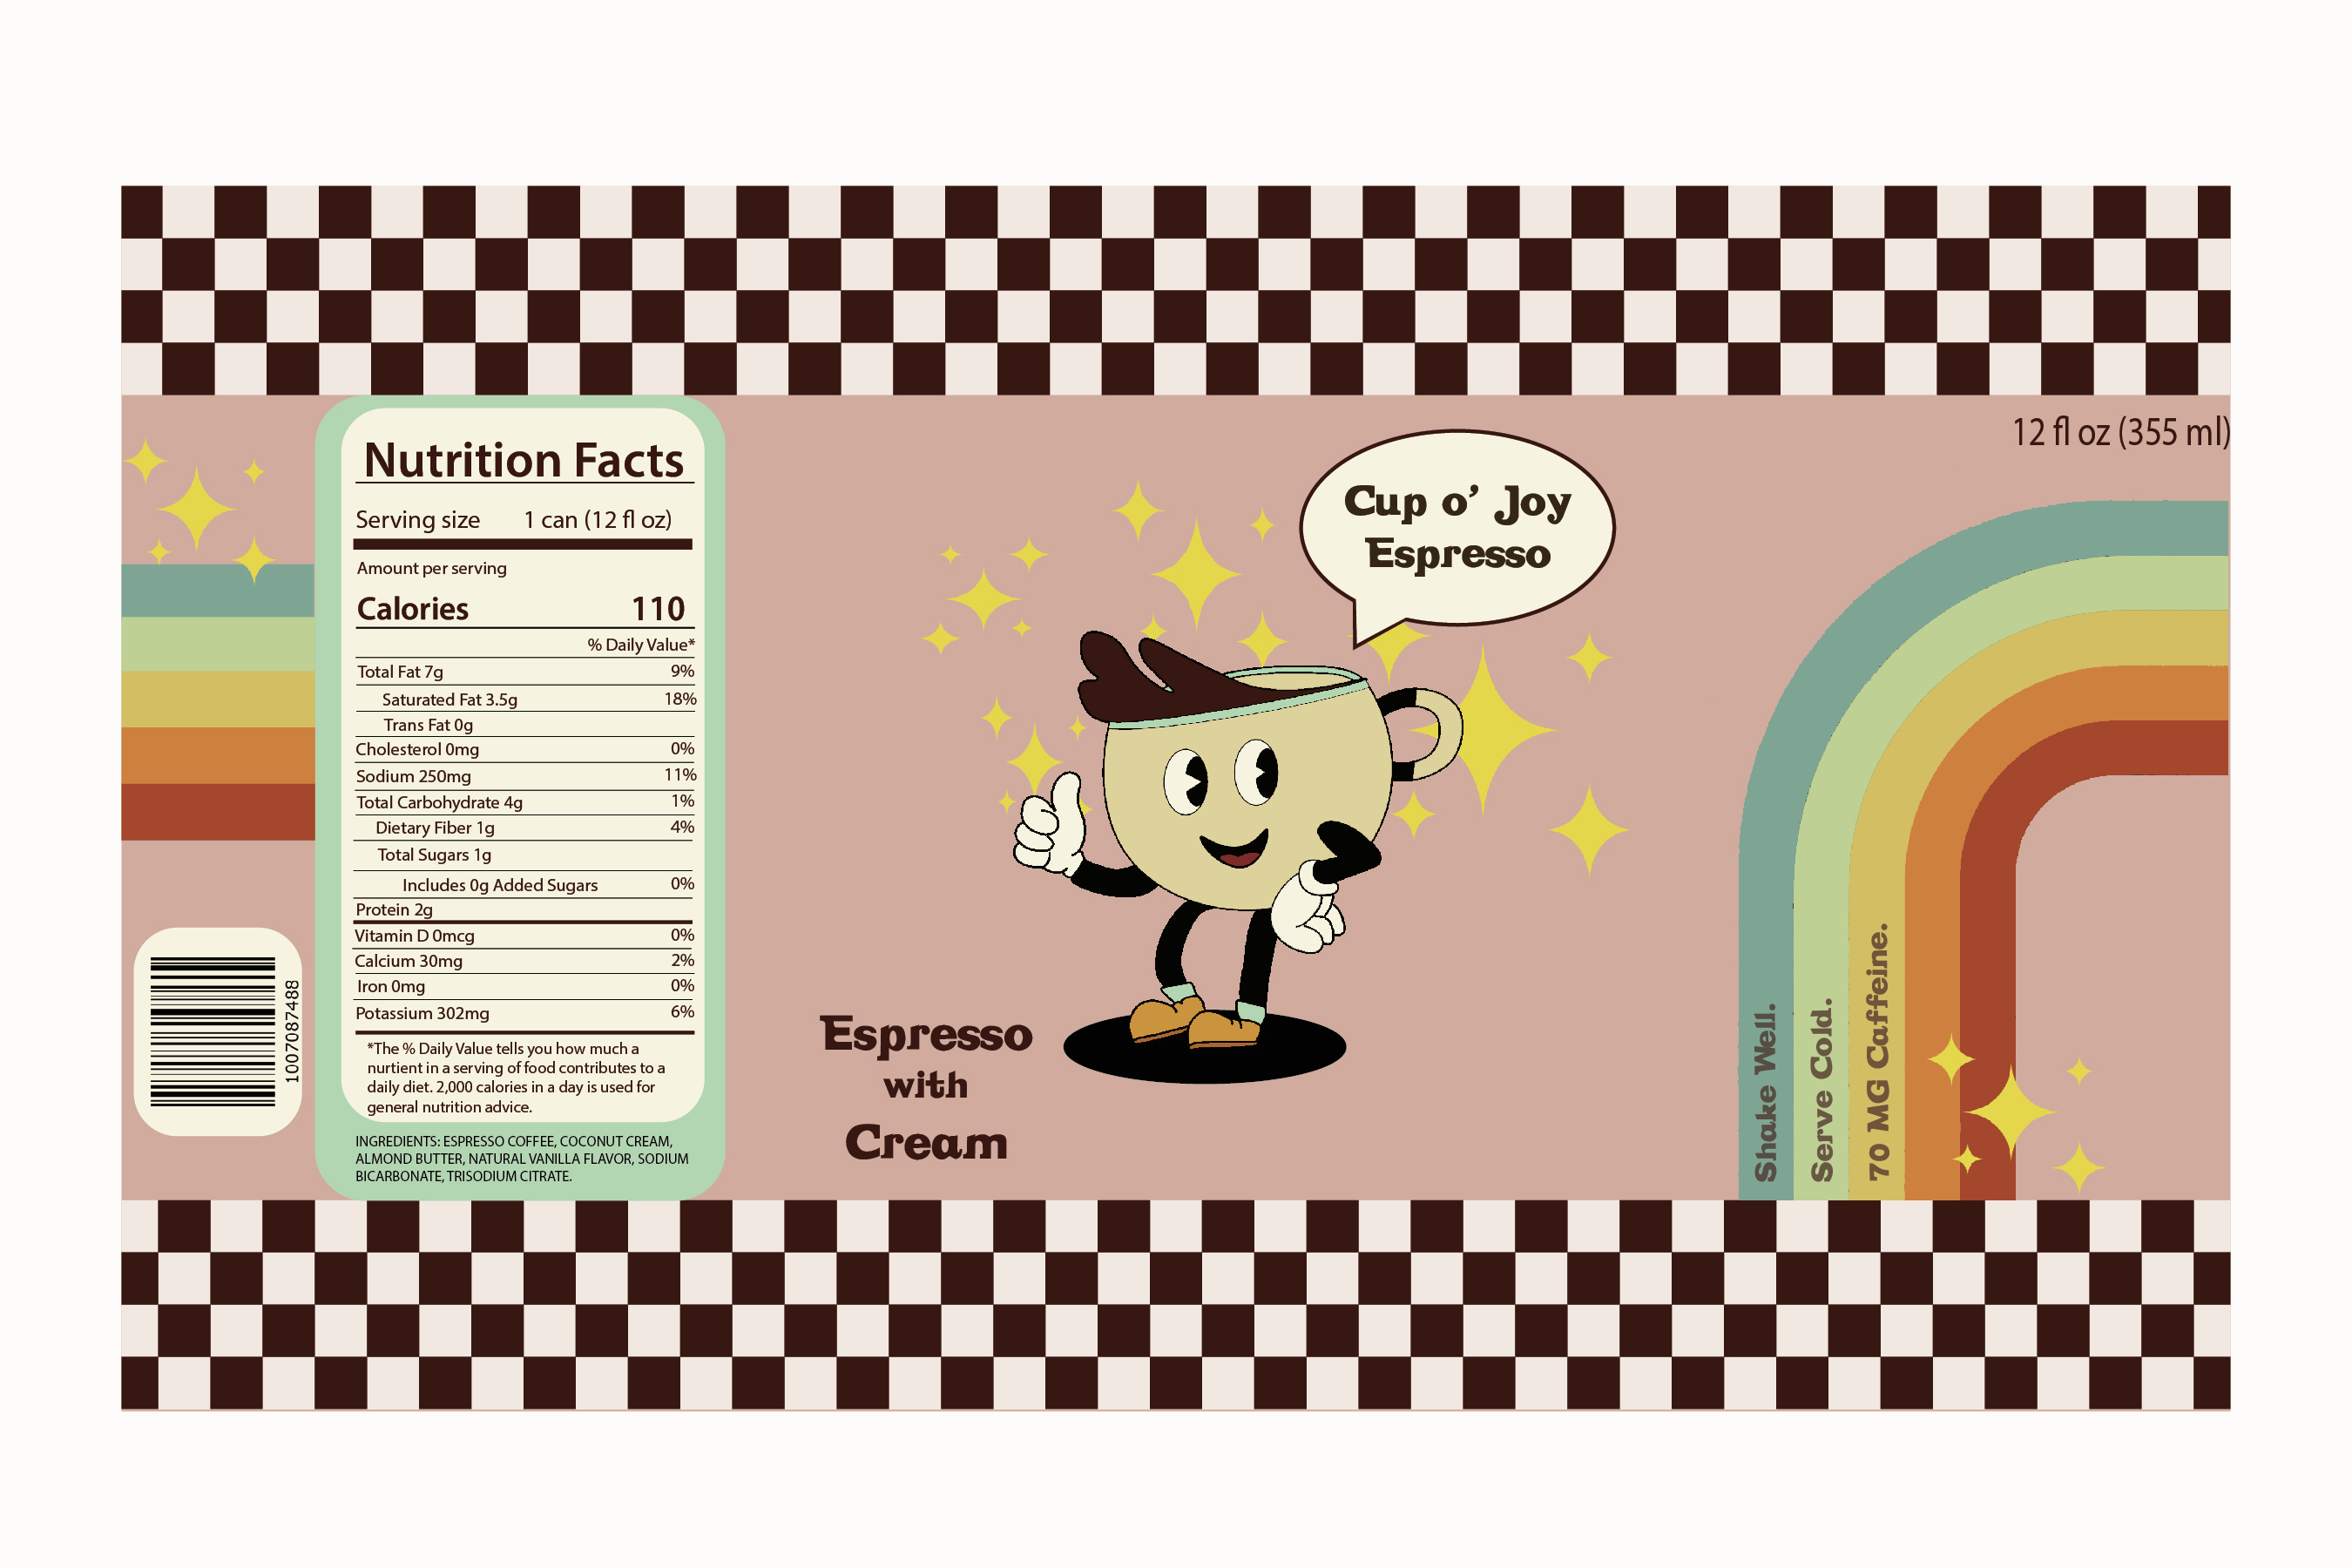 Nutrition Facts
Serving size 1 can (12 fl oz)
Amount per serving
Calories 110
% Daily Value*
Total Fat 7g 9%
Saturated Fat 3.5g 18%
Trans Fat 0g
Cholesterol 0mg 0%
Sodium 250mg 11%
Total Carbohydrate 4g 1%
Dietary Fiber 1g 4%
Total Sugars 1g
Includes 0g Added Sugars 0%
Protein 2g
Vitamin D 0mcg 0%
Calcium 30mg 2%
Iron 0mg 0%
Potassium 302mg 6%
*The % Daily Value tells you how much a
nurtient in a serving of food contributes to a
daily diet. 2,000 calories in a day is used for
general nutrition advice.
INGREDIENTS: ESPRESSO COFFEE, COCONUT CREAM,
ALMOND BUTTER, NATURAL VANILLA FLAVOR, SODIUM
BICARBONATE, TRISODIUM CITRATE.
1007087488
Cup o’ Joy
Espresso
Espresso
with
Cream
12 fl oz (355 ml)
Shake Well.
Serve Cold.
70 MG Caffeine.